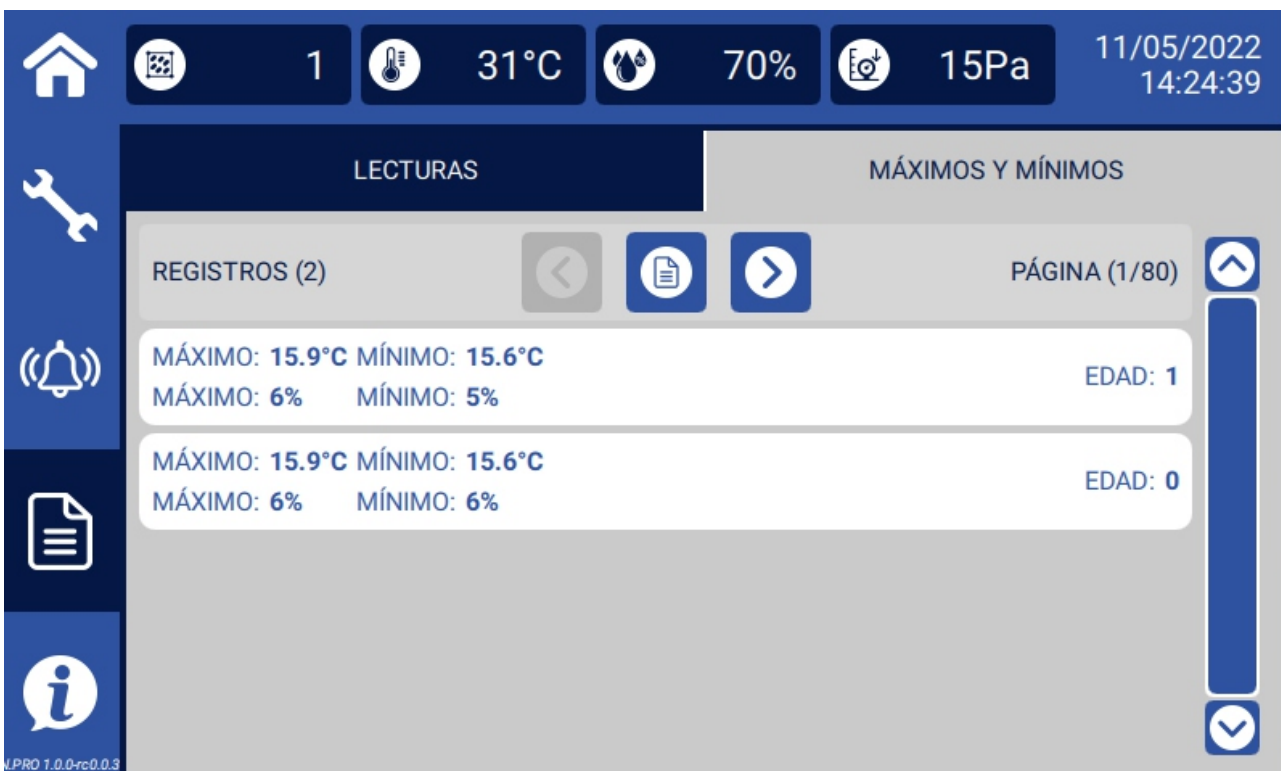 1 31°C 70% 15Pa 11/05/2022
14:24:39
LECTURAS MÁXIMOS Y MÍNIMOS
REGISTROS (2) PÁGINA (1/80)
MÁXIMO: 15.9°C MÍNIMO: 15.6°C
MÁXIMO: 6% MÍNIMO: 5%
EDAD: 1
MÁXIMO: 15.9°C MÍNIMO: 15.6°C
MÁXIMO: 6% MÍNIMO: 6%
EDAD: 0
.PRO 1.0.0-rc0.0.3